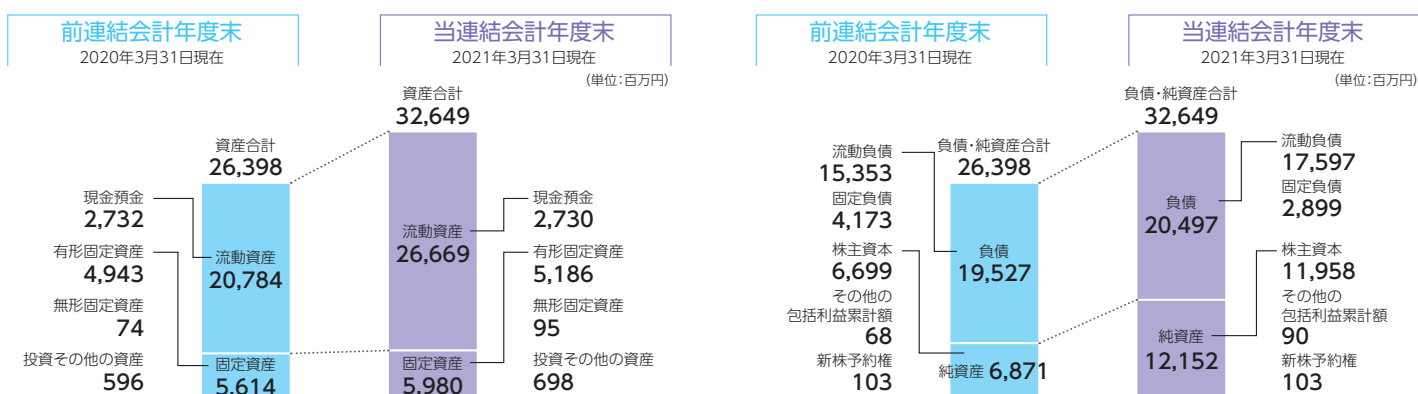 前連結会計年度末
2020年3月31日現在
当連結会計年度末
2021年3月31日現在
(単位:百万円)
資産合計
26,398
現金預金
2,732
有形固定資産
4,943
無形固定資産
74
投資その他の資産
596
流動資産
20,784
固定資産
5,614
資産合計
32,649
流動資産
26,669
固定資産
5,980
現金預金
2,730
有形固定資産
5,186
無形固定資産
95
投資その他の資産
698
前連結会計年度末
2020年3月31日現在
当連結会計年度末
2021年3月31日現在
(単位:百万円)
負債・純資産合計
26,398
流動負債
15,353
固定負債
4,173
株主資本
6,699
その他の
包括利益累計額
68
新株予約権
103
負債
19,527
純資産 6,871
負債・純資産合計
32,649
負債
20,497
純資産
12,152
流動負債
17,597
固定負債
2,899
株主資本
11,958
その他の
包括利益累計額
90
新株予約権
103